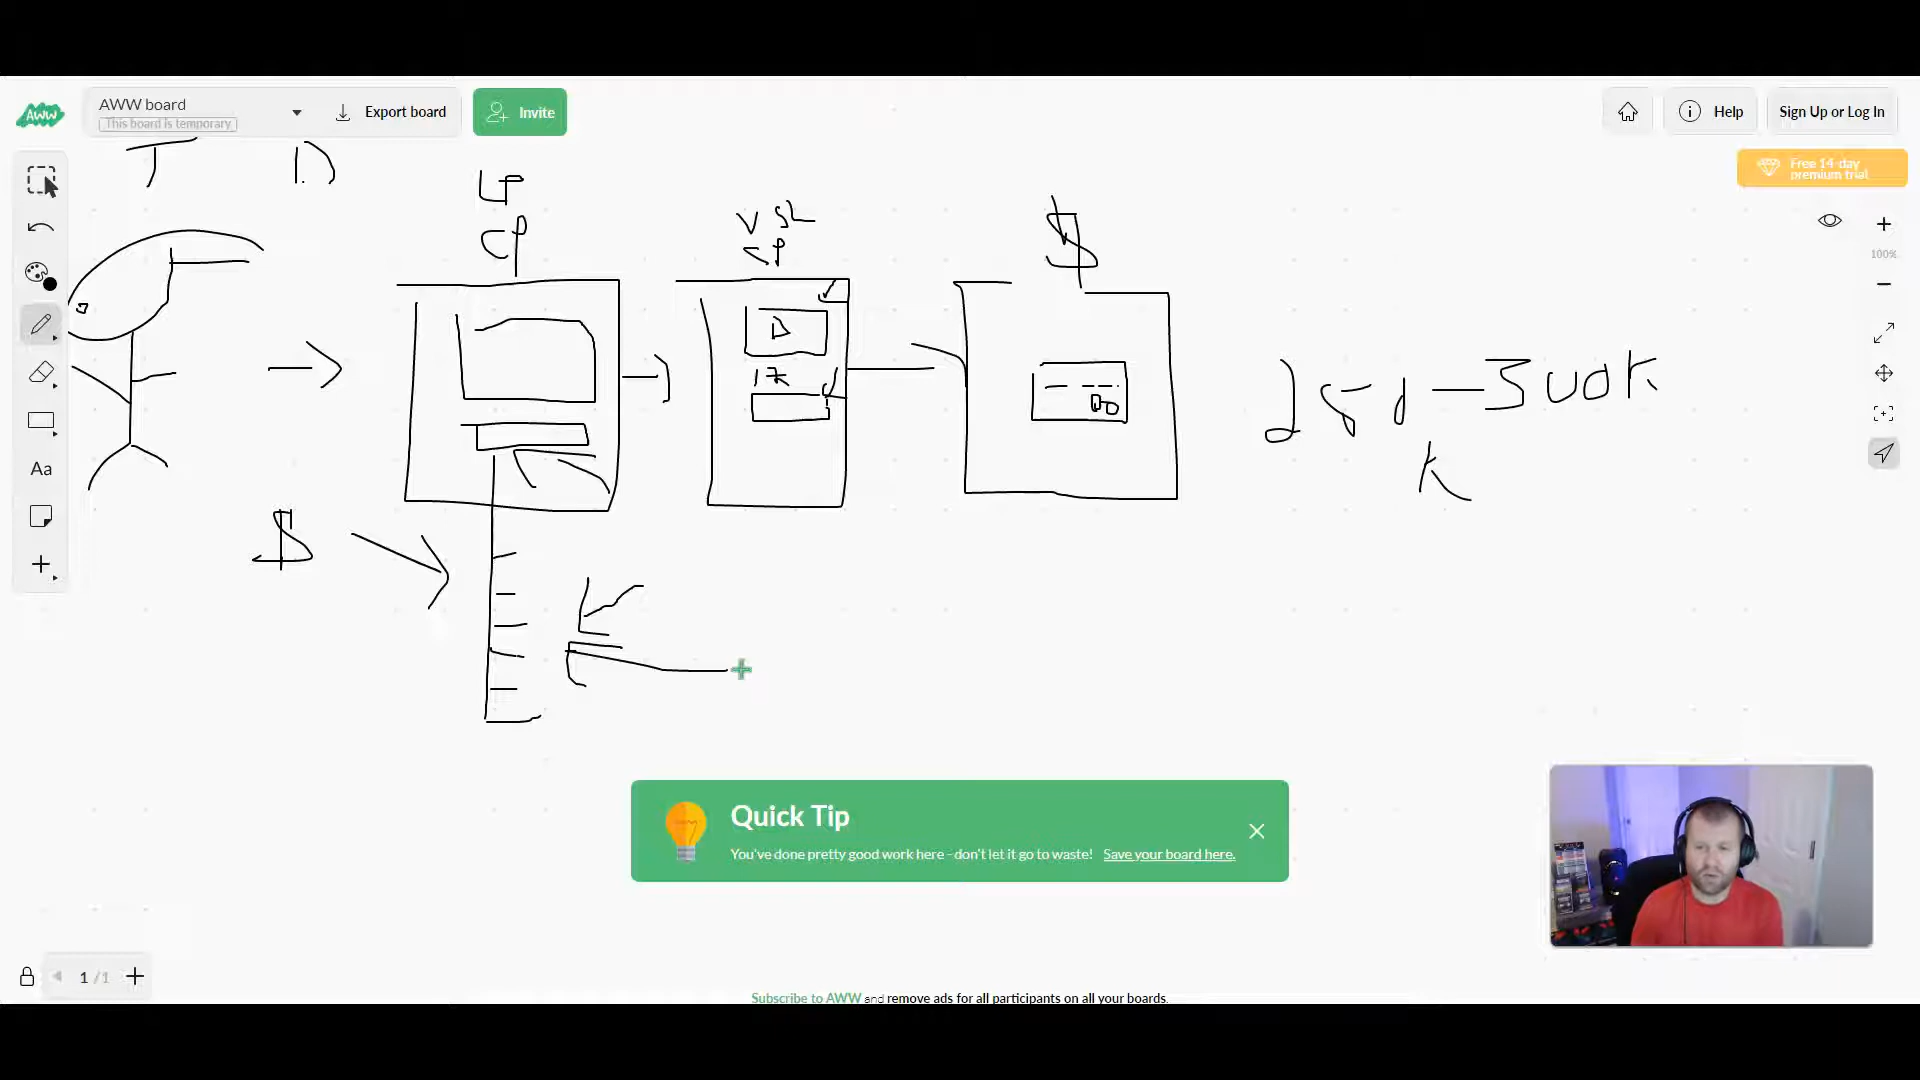 AWW
AWW board
This board is temporary
Export board
Invite
Help
Sign Up or Log In
Free 14-day
premium trial
100%
Aa
T D
LP
CP
VSL
CP
$
D
$
K
1 / 1
Quick Tip
You've done pretty good work here - don't let it go to waste! Save your board here.
Subscribe to AWW and remove ads for all participants on all your boards.